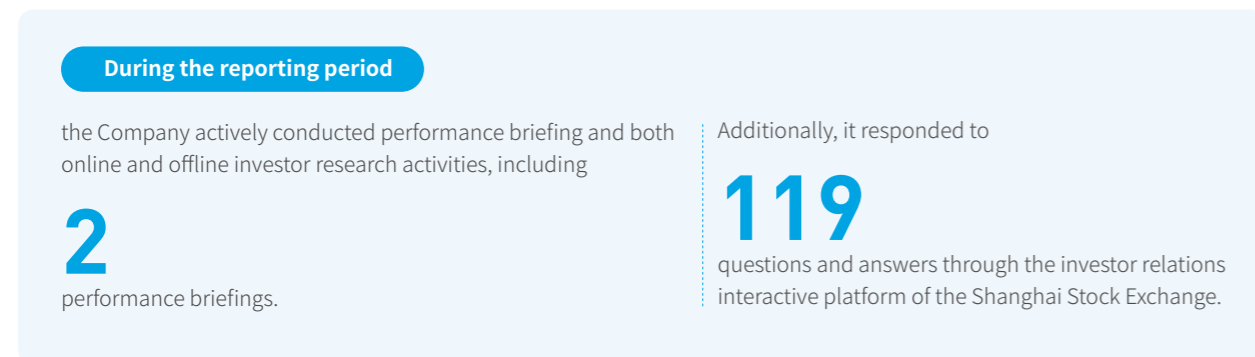 During the reporting period
the Company actively conducted performance briefing and both
online and offline investor research activities, including
2
performance briefings.
Additionally, it responded to
119
questions and answers through the investor relations
interactive platform of the Shanghai Stock Exchange.